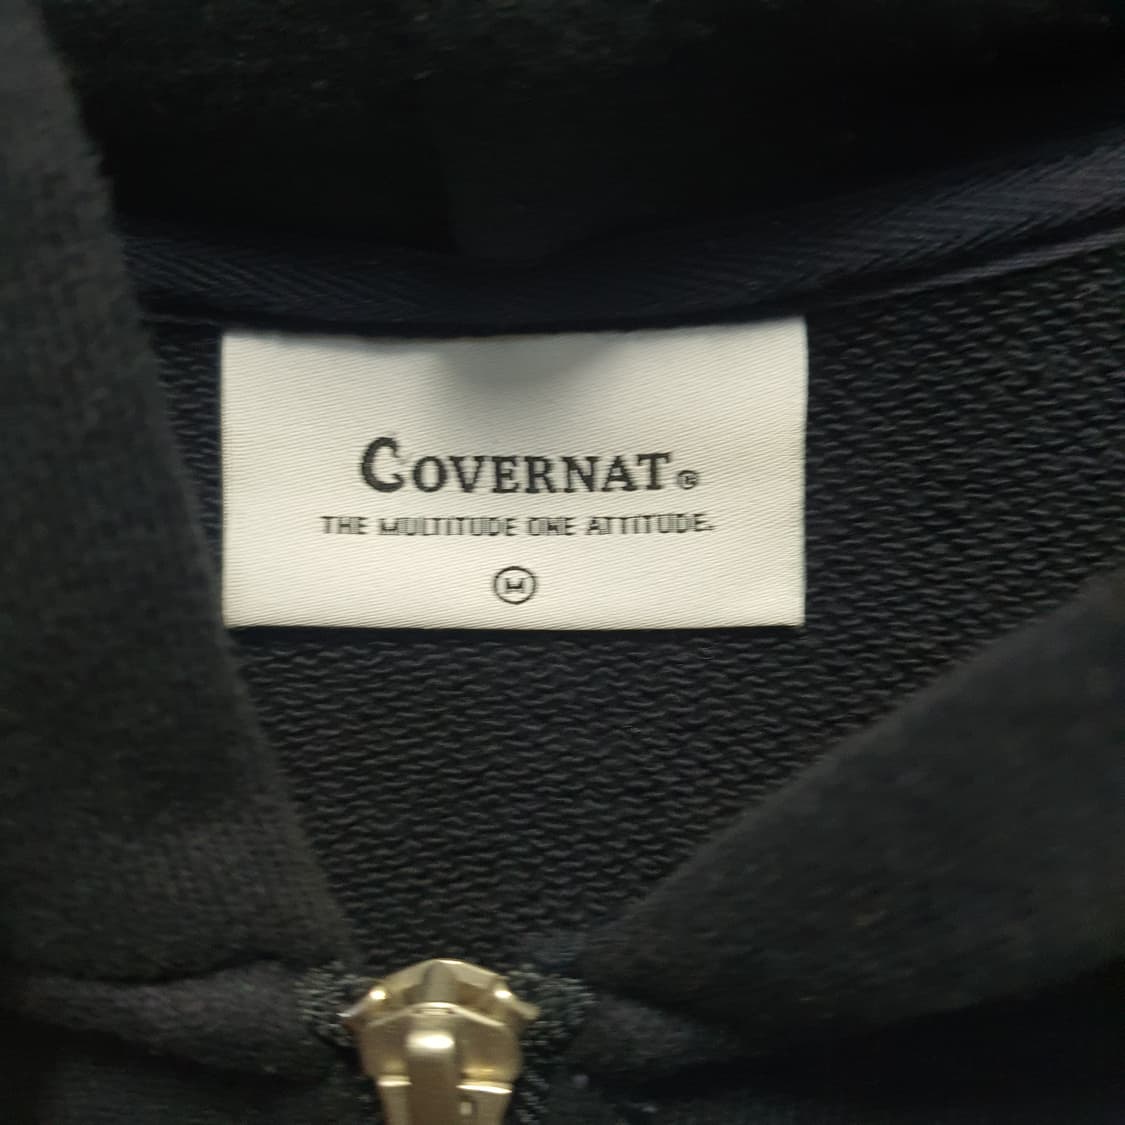 COVERNAT®
THE MULTITUDE ONE ATTITUDE.
M